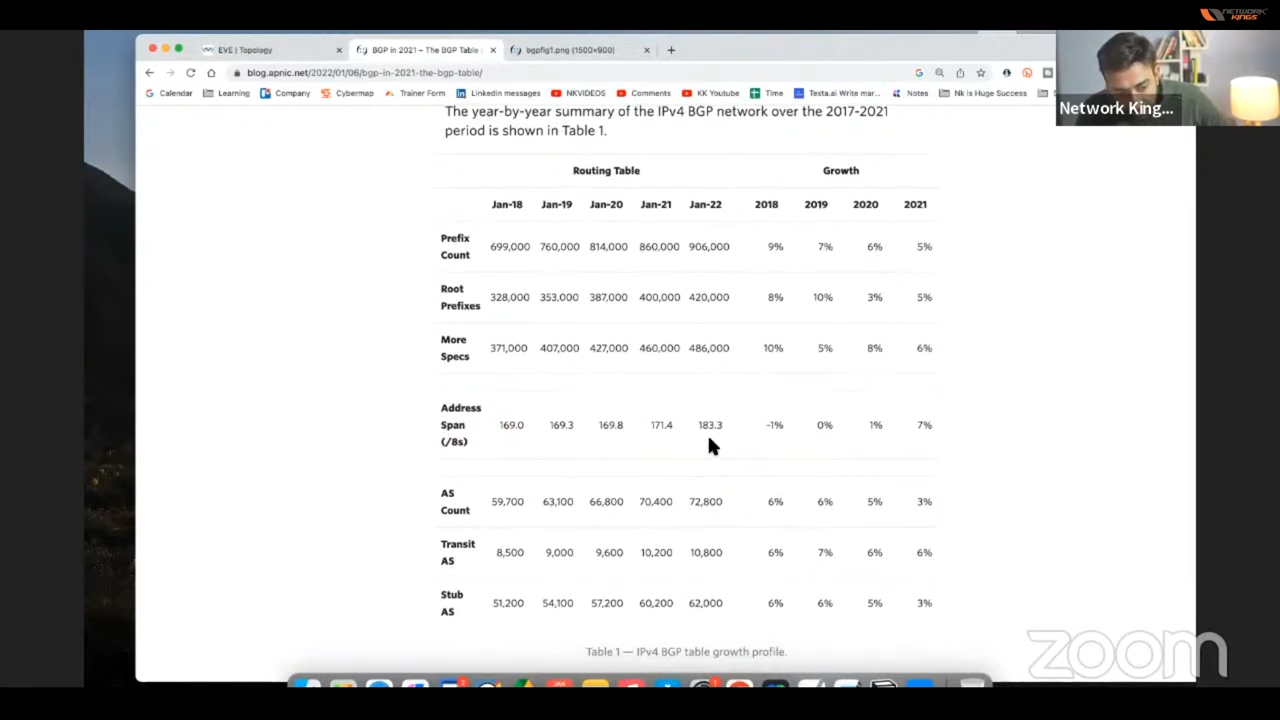 NETWORK
KINGS
EVE | Topology
BGP in 2021 – The BGP Table
bgpfig1.png (1500×900)
blog.apnic.net/2022/01/06/bgp-in-2021-the-bgp-table/
Calendar Learning Company Cybermap Trainer Form Linkedin messages NKVIDEOS Comments KK Youtube Time Texta.ai Write mar... Notes Nk is Huge Success
Network King...
The year-by-year summary of the IPv4 BGP network over the 2017-2021
period is shown in Table 1.
Routing Table Growth
Jan-18 Jan-19 Jan-20 Jan-21 Jan-22 2018 2019 2020 2021
Prefix
Count
699,000 760,000 814,000 860,000 906,000 9% 7% 6% 5%
Root
Prefixes
328,000 353,000 387,000 400,000 420,000 8% 10% 3% 5%
More
Specs
371,000 407,000 427,000 460,000 486,000 10% 5% 8% 6%
Address
Span
(/8s)
169.0 169.3 169.8 171.4 183.3 -1% 0% 1% 7%
AS
Count
59,700 63,100 66,800 70,400 72,800 6% 6% 5% 3%
Transit
AS
8,500 9,000 9,600 10,200 10,800 6% 7% 6% 6%
Stub
AS
51,200 54,100 57,200 60,200 62,000 6% 6% 5% 3%
Table 1 — IPv4 BGP table growth profile.
zoom